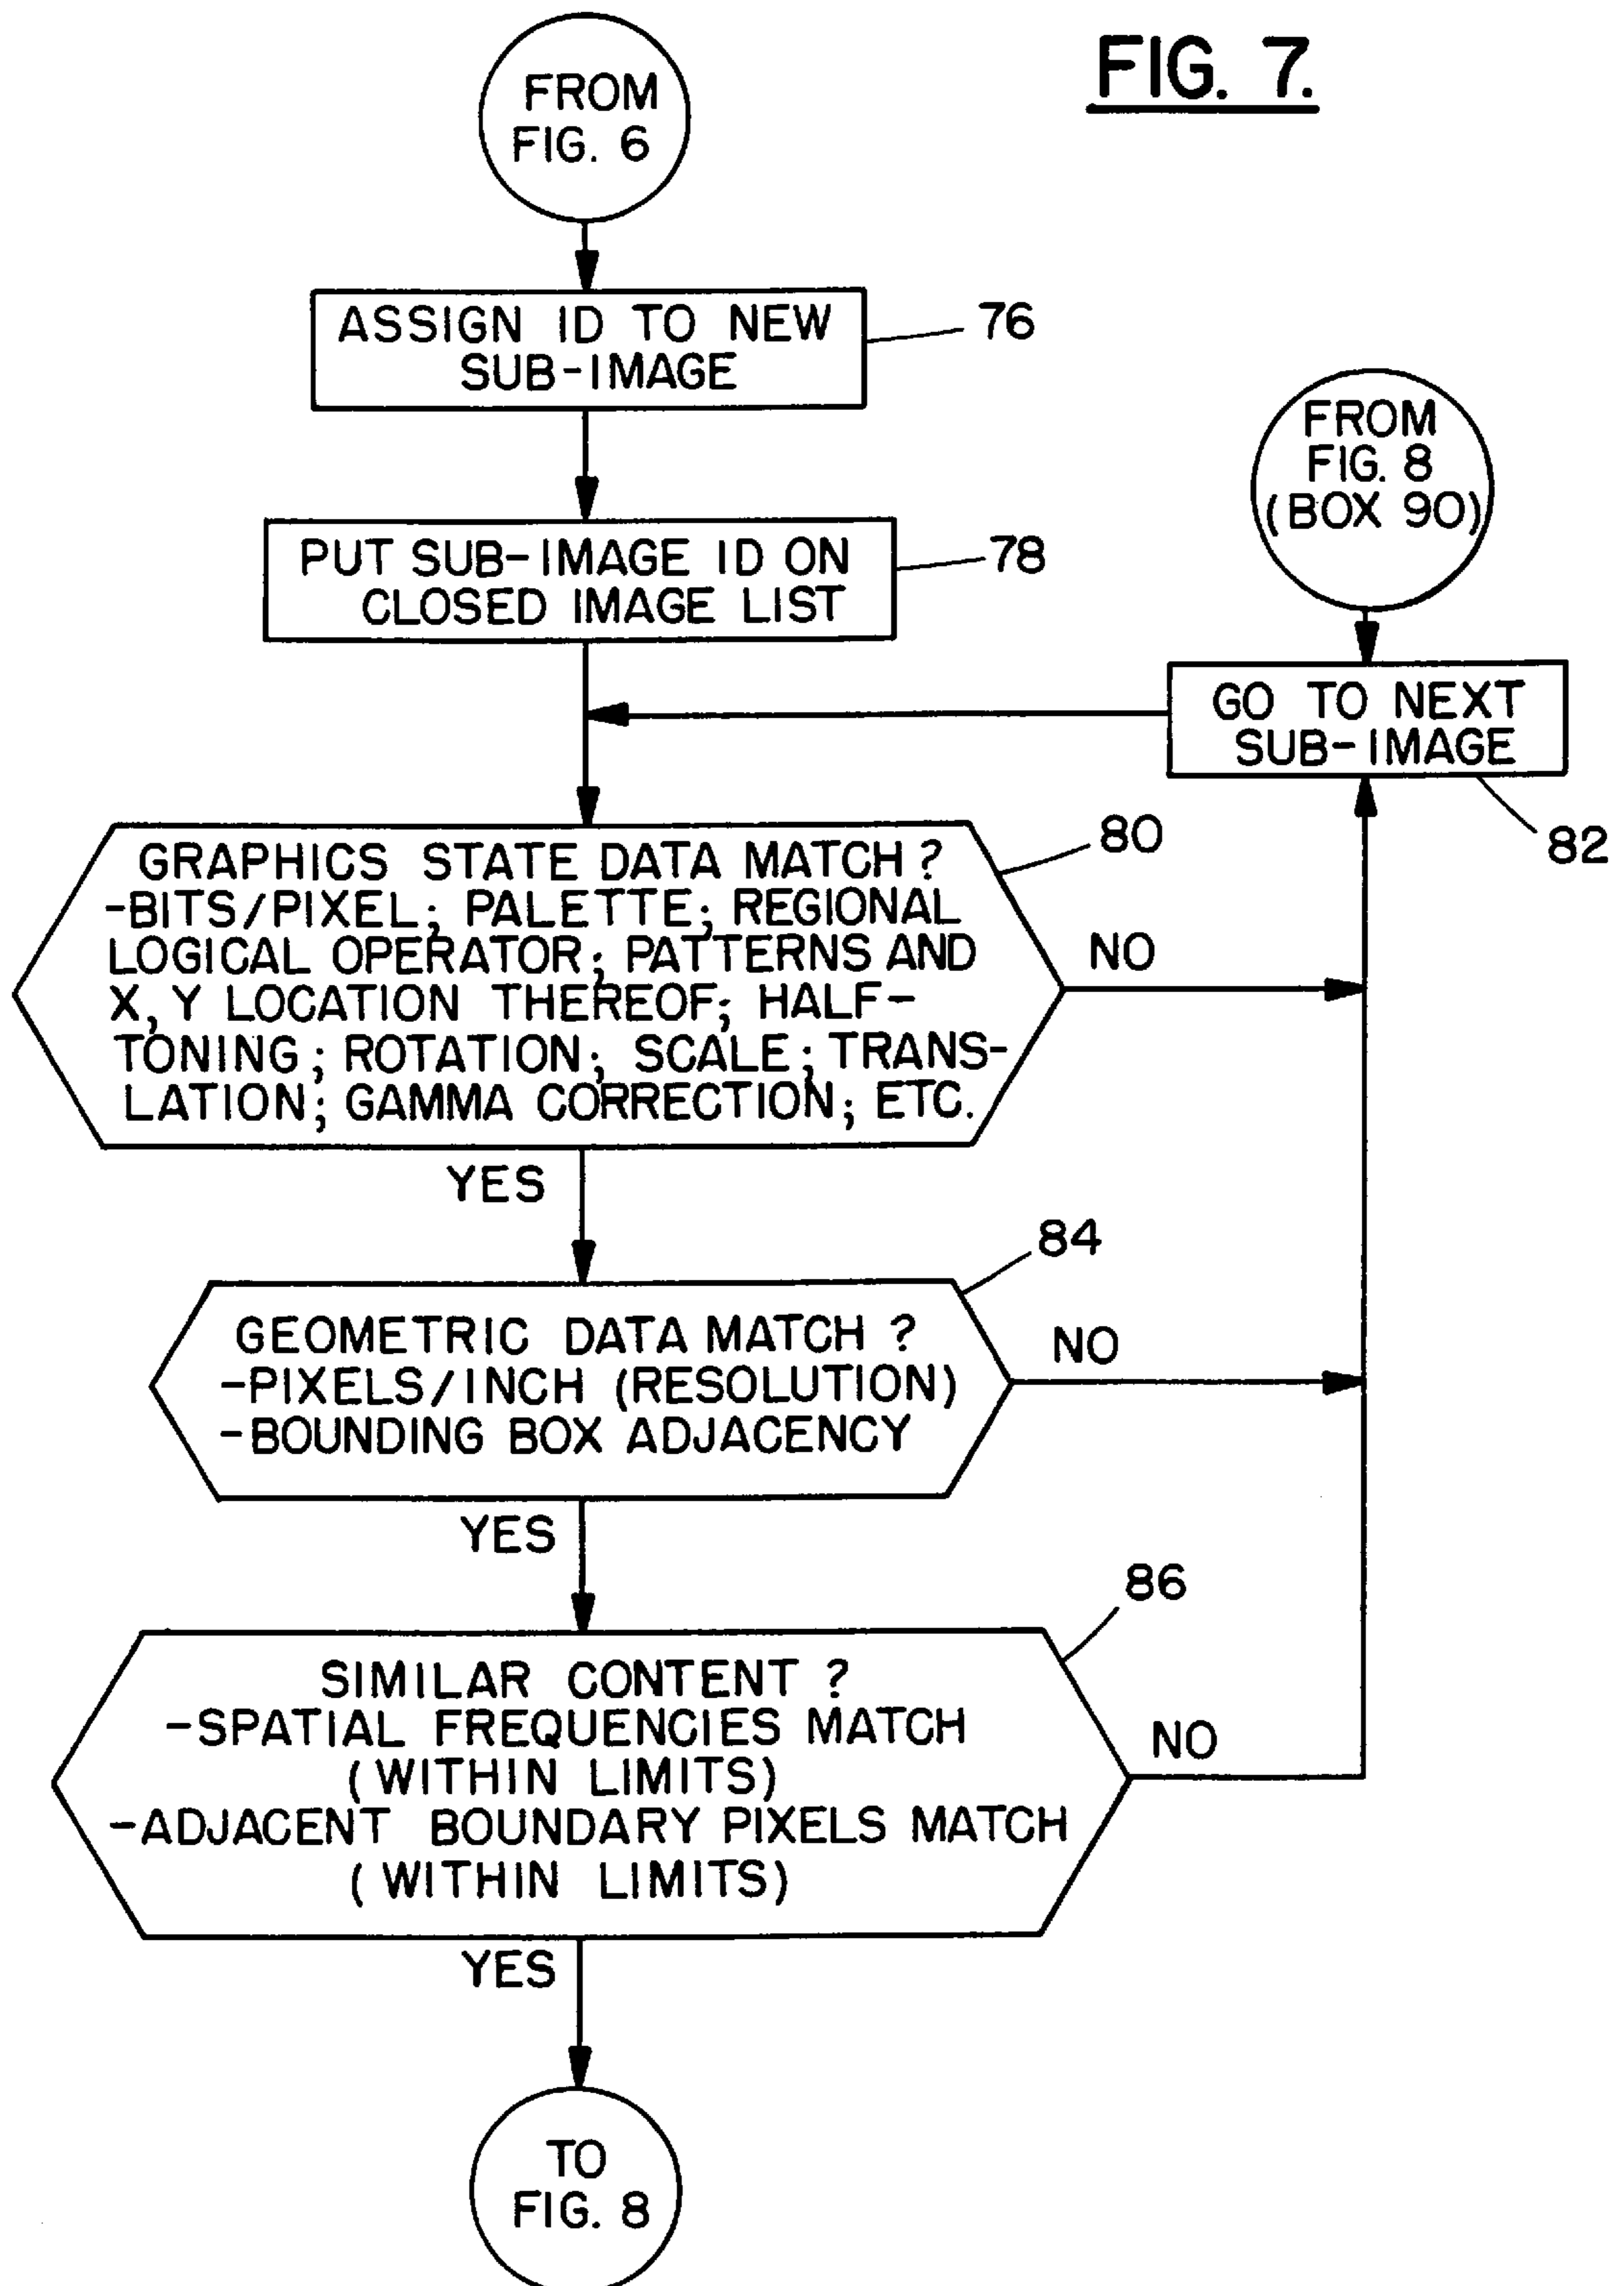 FIG. 7.
FROM
FIG. 6
ASSIGN ID TO NEW
SUB-IMAGE
76
PUT SUB-IMAGE ID ON
CLOSED IMAGE LIST
78
FROM
FIG. 8
(BOX 90)
GO TO NEXT
SUB-IMAGE
82
GRAPHICS STATE DATA MATCH ?
-BITS/PIXEL; PALETTE; REGIONAL
LOGICAL OPERATOR; PATTERNS AND
X, Y LOCATION THEREOF; HALF-
TONING; ROTATION; SCALE; TRANS-
LATION; GAMMA CORRECTION; ETC.
80
NO
YES
GEOMETRIC DATA MATCH ?
-PIXELS/INCH (RESOLUTION)
-BOUNDING BOX ADJACENCY
84
NO
YES
SIMILAR CONTENT ?
-SPATIAL FREQUENCIES MATCH
(WITHIN LIMITS)
-ADJACENT BOUNDARY PIXELS MATCH
(WITHIN LIMITS)
86
NO
YES
TO
FIG. 8